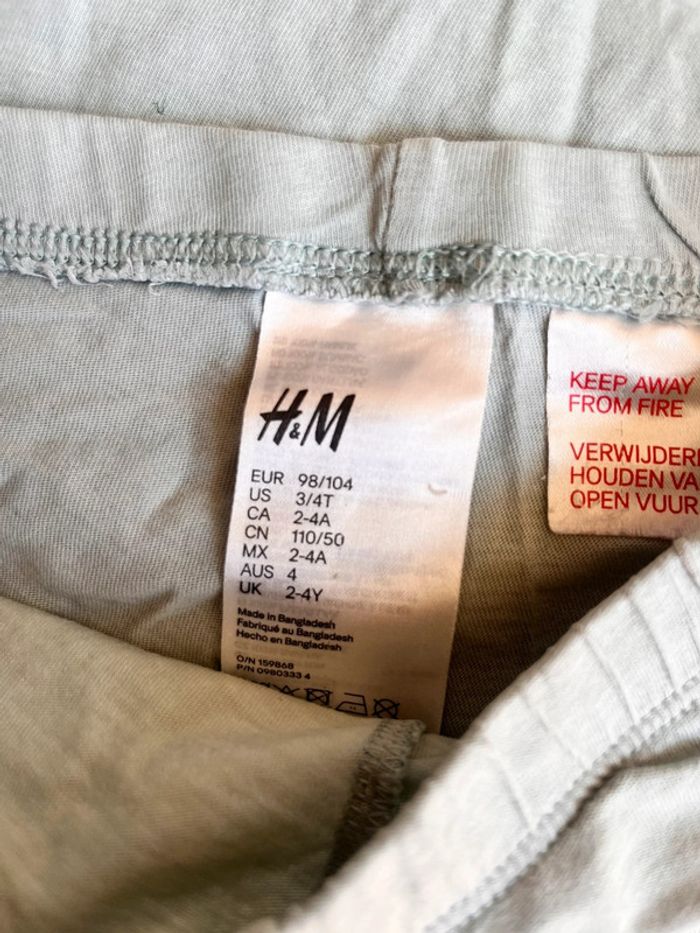 H&M
EUR 98/104
US 3/4T
CA 2-4A
CN 110/50
MX 2-4A
AUS 4
UK 2-4Y
Made in Bangladesh
Fabriqué au Bangladesh
Hecho en Bangladesh
O/N 159868
P/N 0980333 4
KEEP AWAY
FROM FIRE
HOUDEN
OPEN VUUR